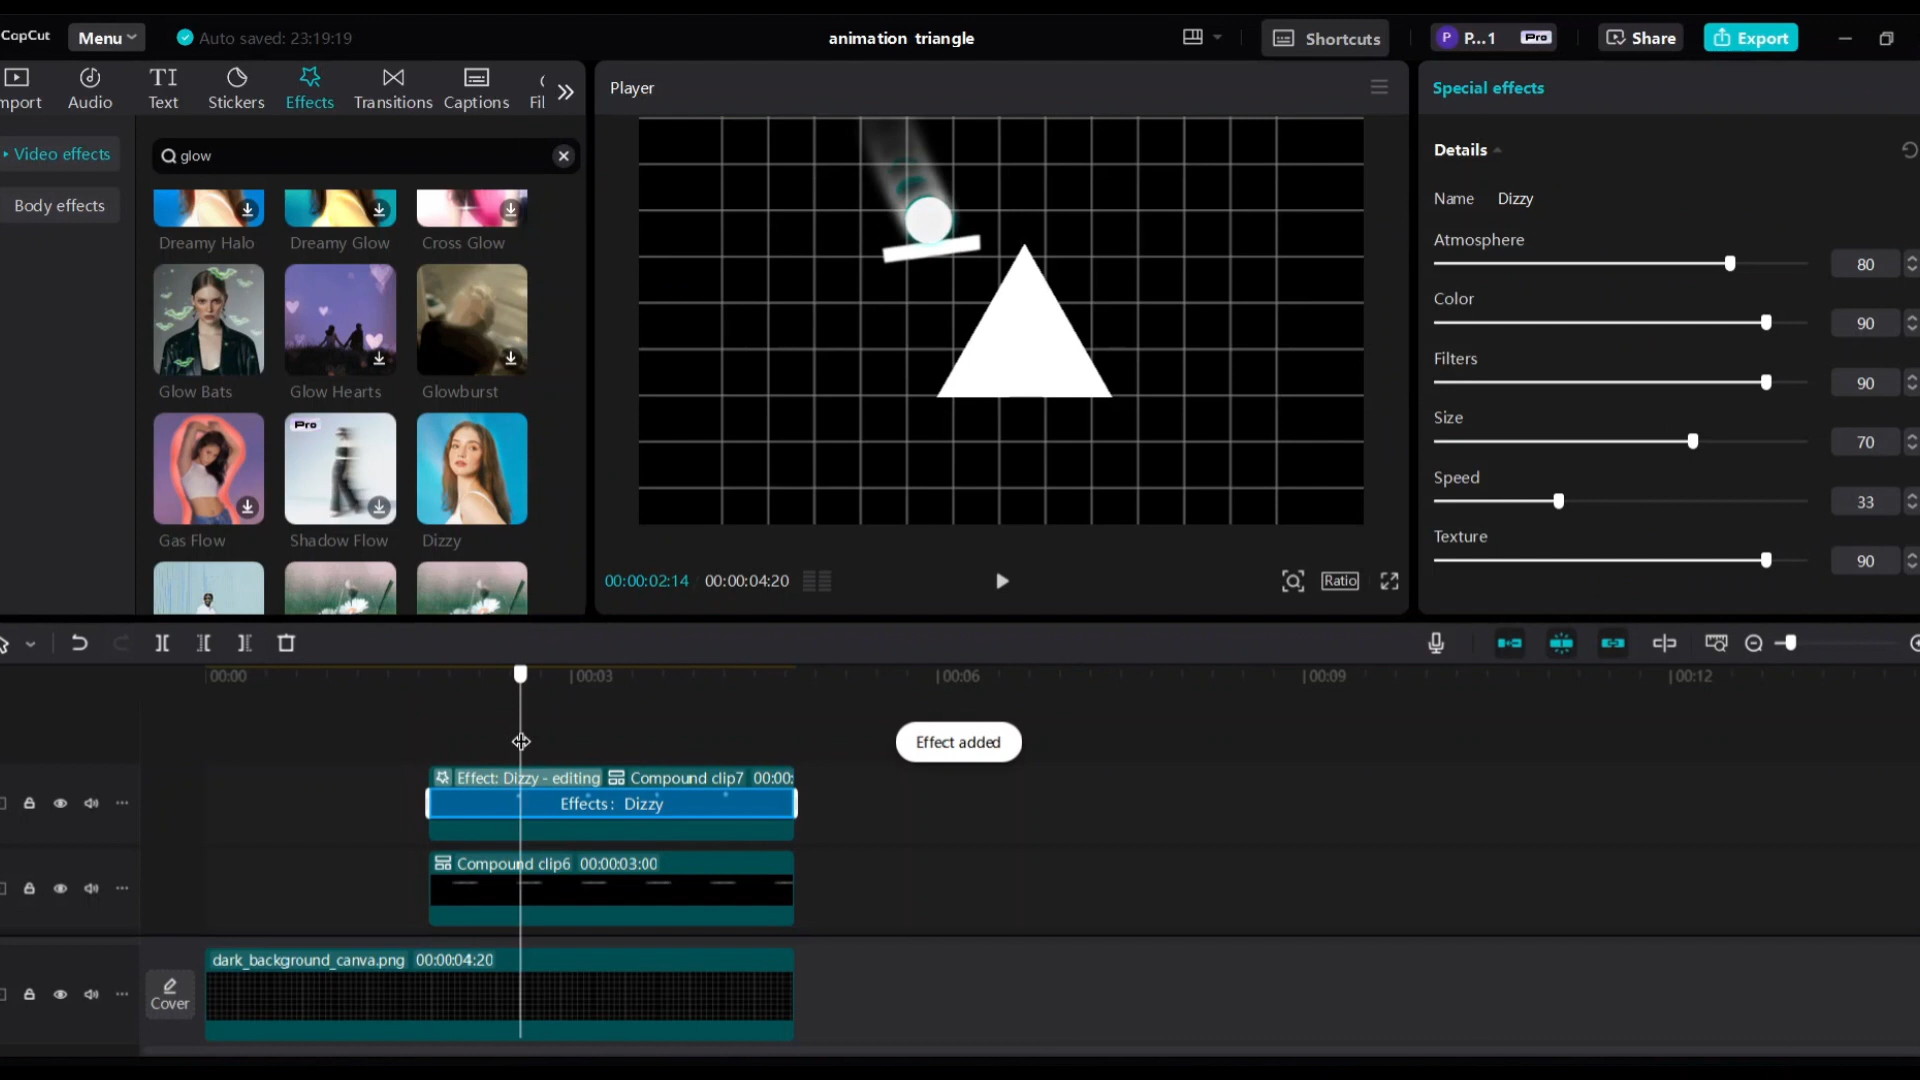 CapCut
Menu
Auto saved: 23:19:19
animation triangle
Shortcuts
P
P...1
Pro
Share
Export
mport
Audio
TI
Text
Stickers
Effects
Transitions
Captions
Fil
Player
Special effects
Video effects
Body effects
glow
Dreamy Halo
Dreamy Glow
Cross Glow
Glow Bats
Glow Hearts
Glowburst
Pro
Gas Flow
Shadow Flow
Dizzy
00:00:02:14
00:00:04:20
Ratio
Details
Name
Dizzy
Atmosphere
80
Color
90
Filters
90
Size
70
Speed
33
Texture
90
00:00
00:03
00:06
00:09
00:12
Effect added
Effect: Dizzy - editing
Compound clip7
00:00:
Effects : Dizzy
Compound clip6
00:00:03:00
dark_background_canva.png
00:00:04:20
Cover